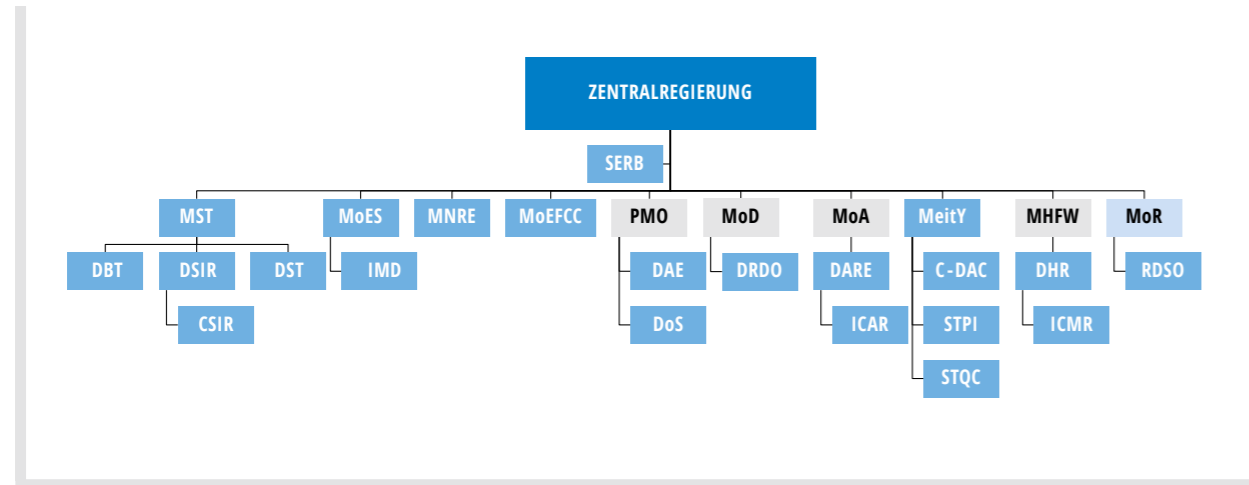 ZENTRALREGIERUNG
SERB
MST MoES MNRE MoEFCC PMO MoD MoA MeitY MHFW MoR
DBT DSIR DST IMD DAE DRDO DARE C-DAC DHR RDSO
CSIR DoS ICAR STPI ICMR
STQC